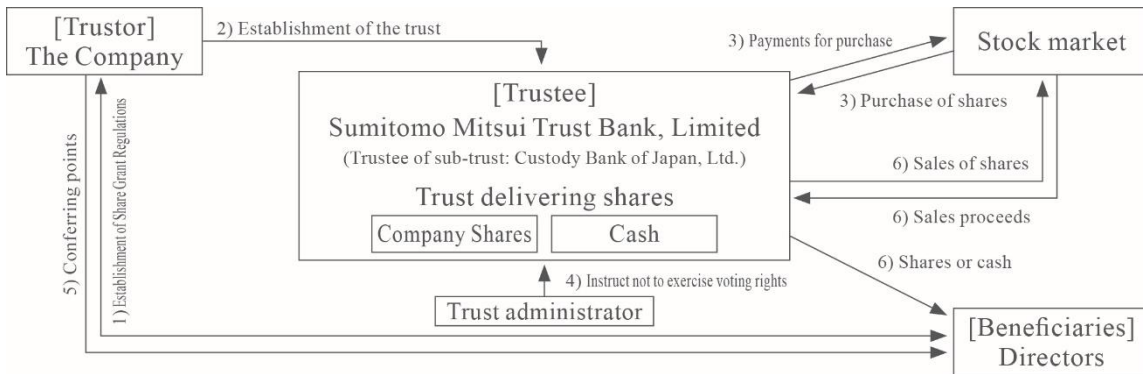 [Trustor]
The Company
2) Establishment of the trust
3) Payments for purchase
Stock market
3) Purchase of shares
[Trustee]
Sumitomo Mitsui Trust Bank, Limited
(Trustee of sub-trust: Custody Bank of Japan, Ltd.)
Trust delivering shares
Company Shares
Cash
6) Sales of shares
6) Sales proceeds
5) Conferring points
1) Establishment of Share Grant Regulations
4) Instruct not to exercise voting rights
Trust administrator
6) Shares or cash
[Beneficiaries]
Directors